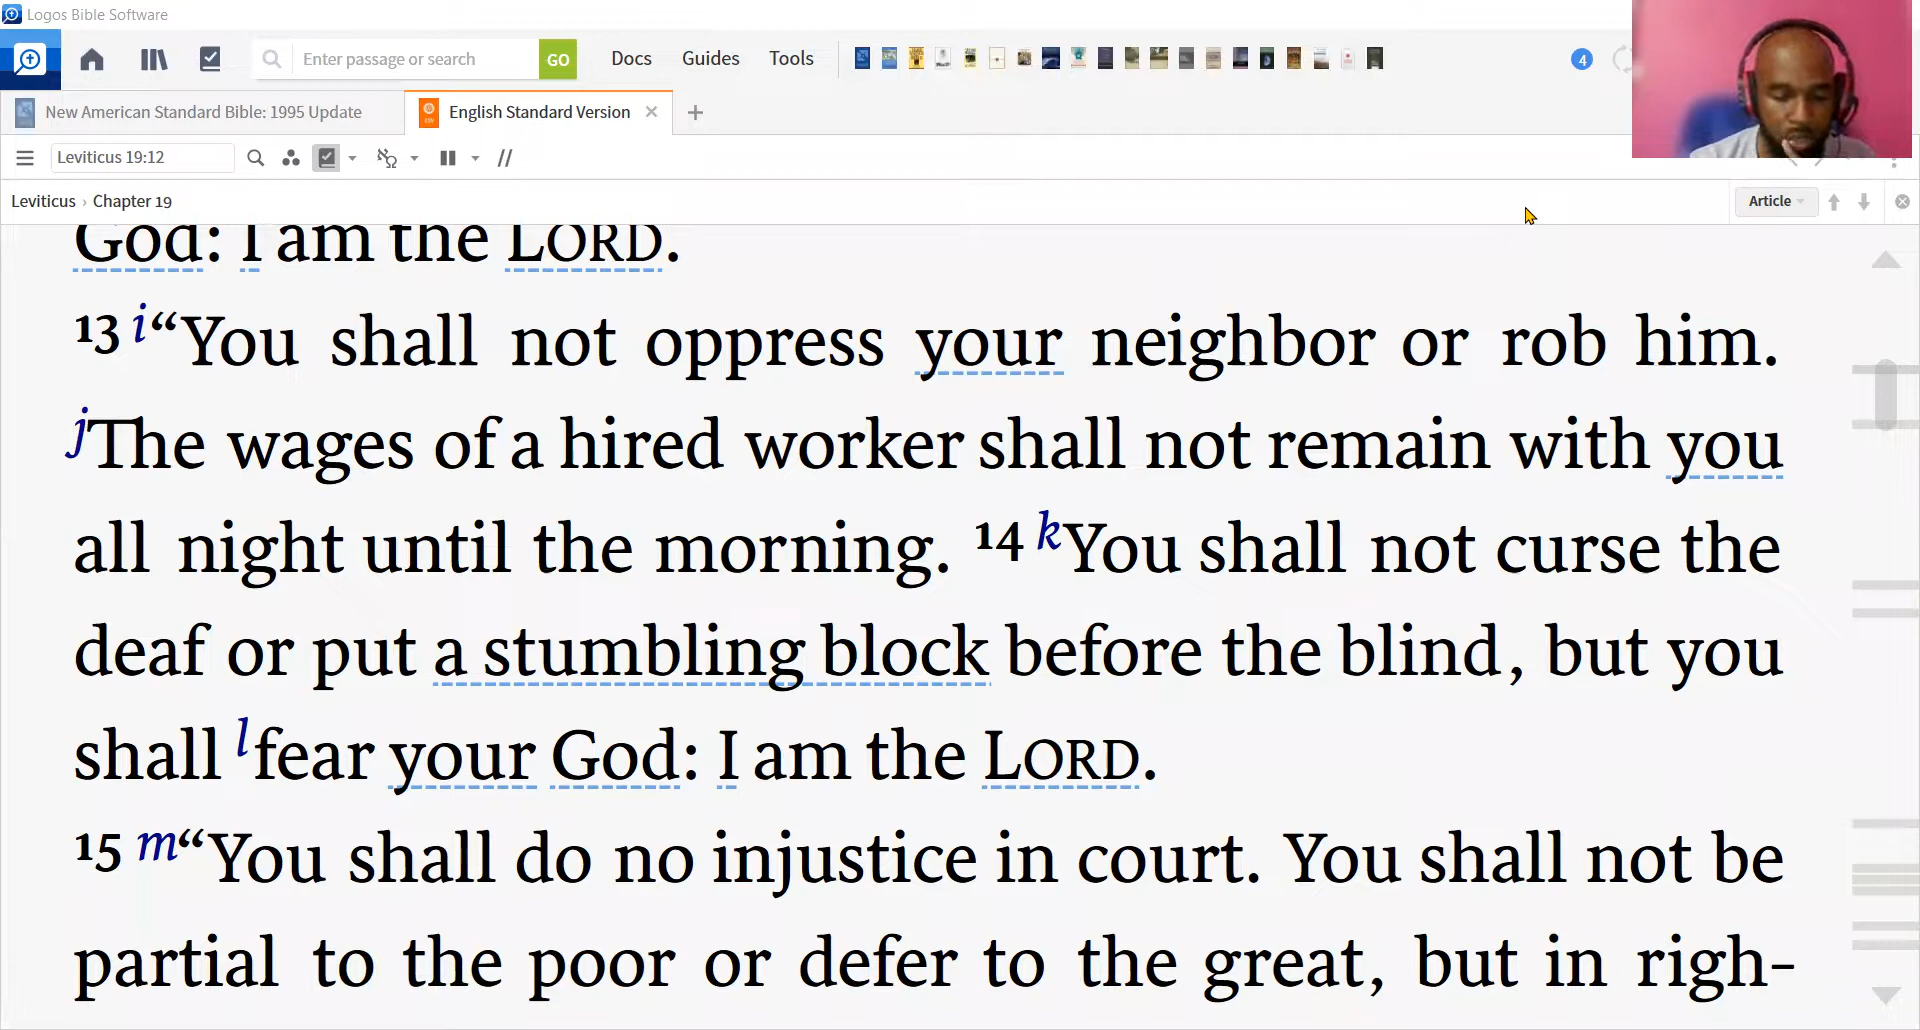 Logos Bible Software
Enter passage or search GO Docs Guides Tools 4
New American Standard Bible: 1995 Update English Standard Version
Leviticus 19:12
Leviticus › Chapter 19 Article
God: I am the LORD.
13 i“You shall not oppress your neighbor or rob him.
jThe wages of a hired worker shall not remain with you
all night until the morning. 14 kYou shall not curse the
deaf or put a stumbling block before the blind, but you
shall lfear your God: I am the LORD.
15 m“You shall do no injustice in court. You shall not be
partial to the poor or defer to the great, but in righ-